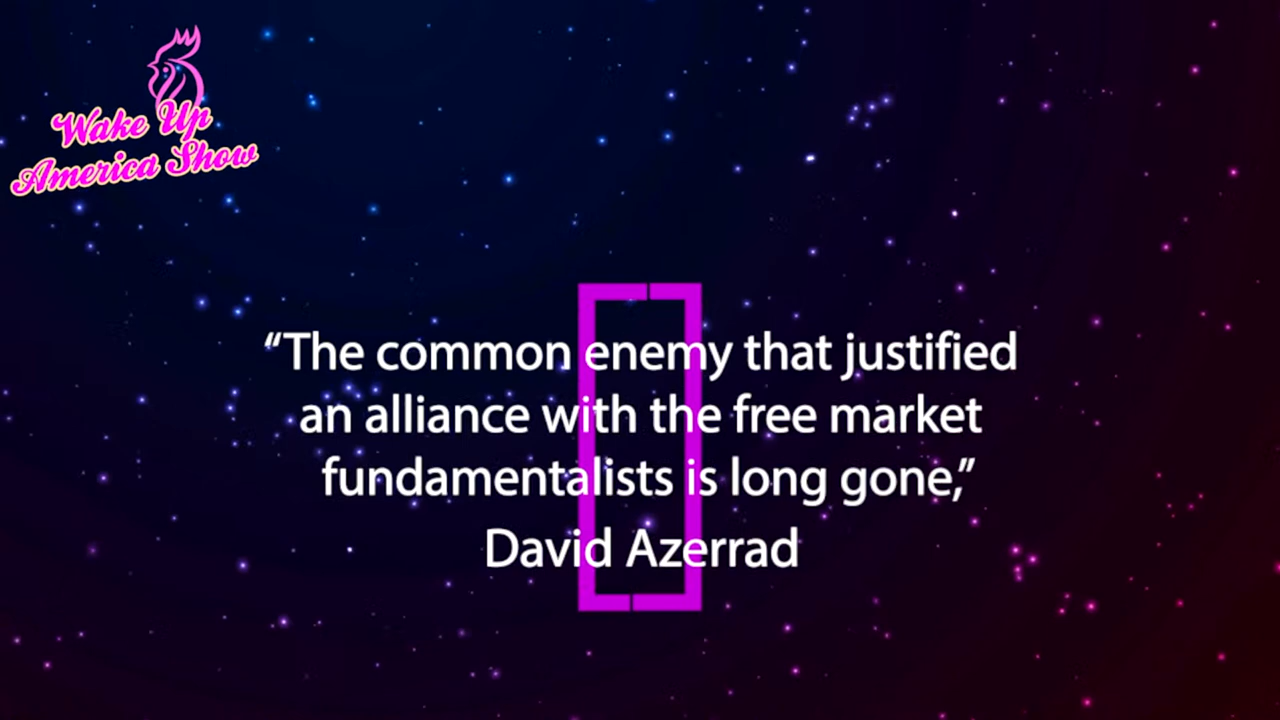 Wake Up
America Show
“The common enemy that justified
an alliance with the free market
fundamentalists is long gone,”
David Azerrad